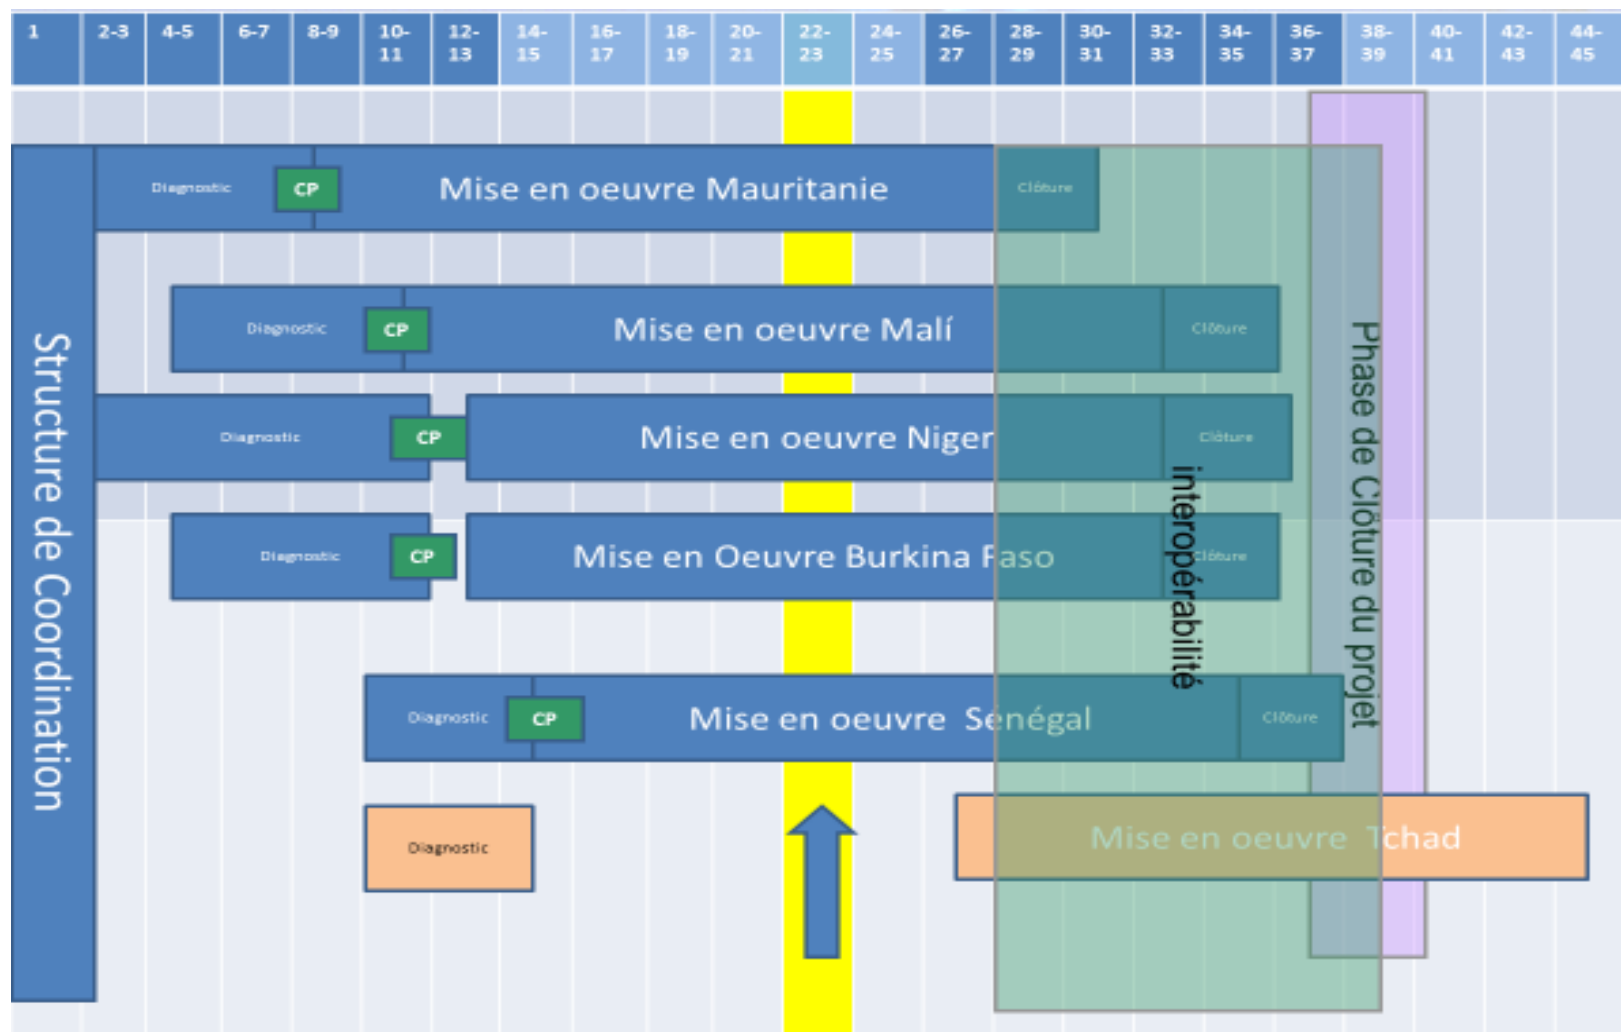 1 2-3 4-5 6-7 8-9 10- 12- 14- 16- 18- 20- 22- 24- 26- 28- 30- 32- 34- 36- 38- 40- 42- 44-
11 13 15 17 19 21 23 25 27 29 31 33 35 37 39 41 43 45
Structure de Coordination
Diagnostic CP Mise en oeuvre Mauritanie Clôture
Diagnostic CP Mise en oeuvre Malí Clôture
Diagnostic CP Mise en oeuvre Niger Clôture
Diagnostic CP Mise en Oeuvre Burkina Faso Clôture
Diagnostic CP Mise en oeuvre Sénégal Clôture
Diagnostic Mise en oeuvre Tchad
interopérabilité
Phase de Clôture du projet